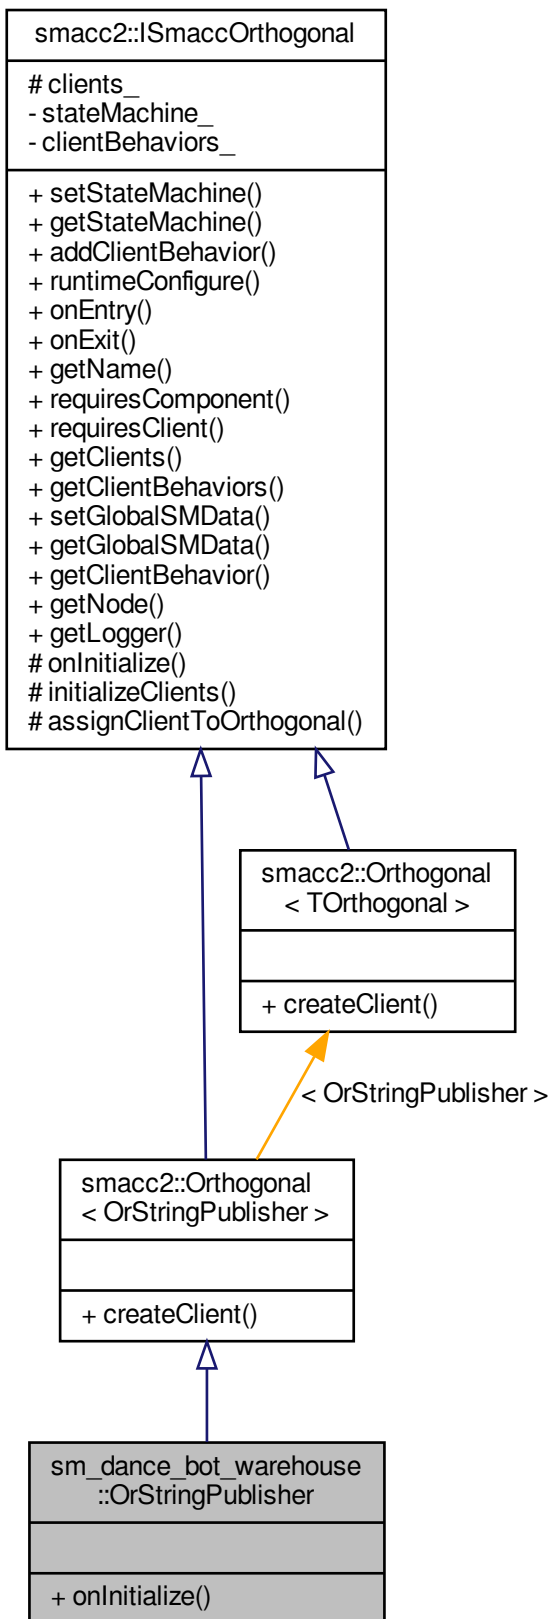 smacc2::ISmaccOrthogonal
# clients_
- stateMachine_
- clientBehaviors_
+ setStateMachine()
+ getStateMachine()
+ addClientBehavior()
+ runtimeConfigure()
+ onEntry()
+ onExit()
+ getName()
+ requiresComponent()
+ requiresClient()
+ getClients()
+ getClientBehaviors()
+ setGlobalSMData()
+ getGlobalSMData()
+ getClientBehavior()
+ getNode()
+ getLogger()
# onInitialize()
# initializeClients()
# assignClientToOrthogonal()
smacc2::Orthogonal
< TOrthogonal >
+ createClient()
< OrStringPublisher >
smacc2::Orthogonal
< OrStringPublisher >
+ createClient()
sm_dance_bot_warehouse
::OrStringPublisher
+ onInitialize()